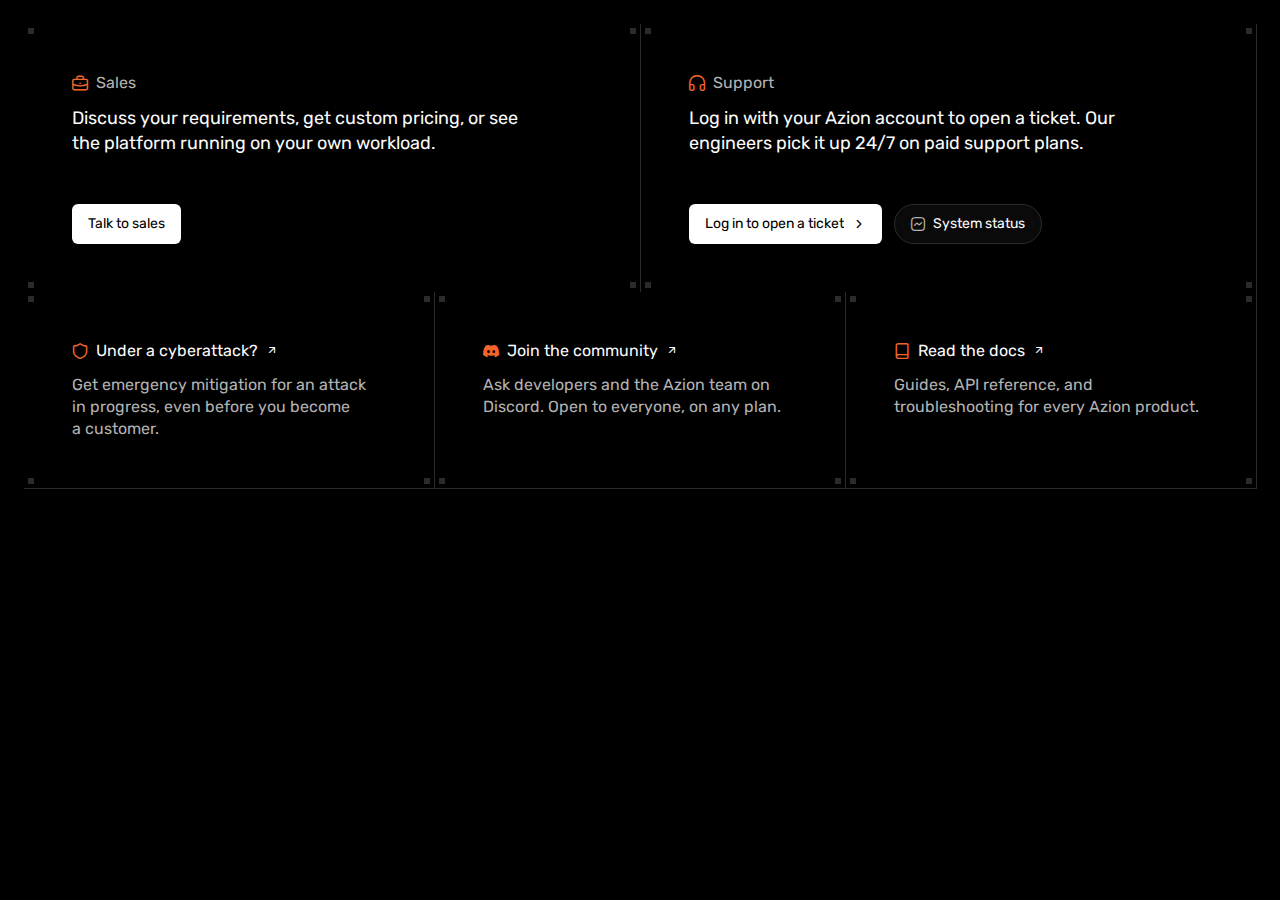 Sales
Discuss your requirements, get custom pricing, or see
the platform running on your own workload.
Talk to sales
Support
Log in with your Azion account to open a ticket. Our
engineers pick it up 24/7 on paid support plans.
Log in to open a ticket
System status
Under a cyberattack?
Get emergency mitigation for an attack
in progress, even before you become
a customer.
Join the community
Ask developers and the Azion team on
Discord. Open to everyone, on any plan.
Read the docs
Guides, API reference, and
troubleshooting for every Azion product.